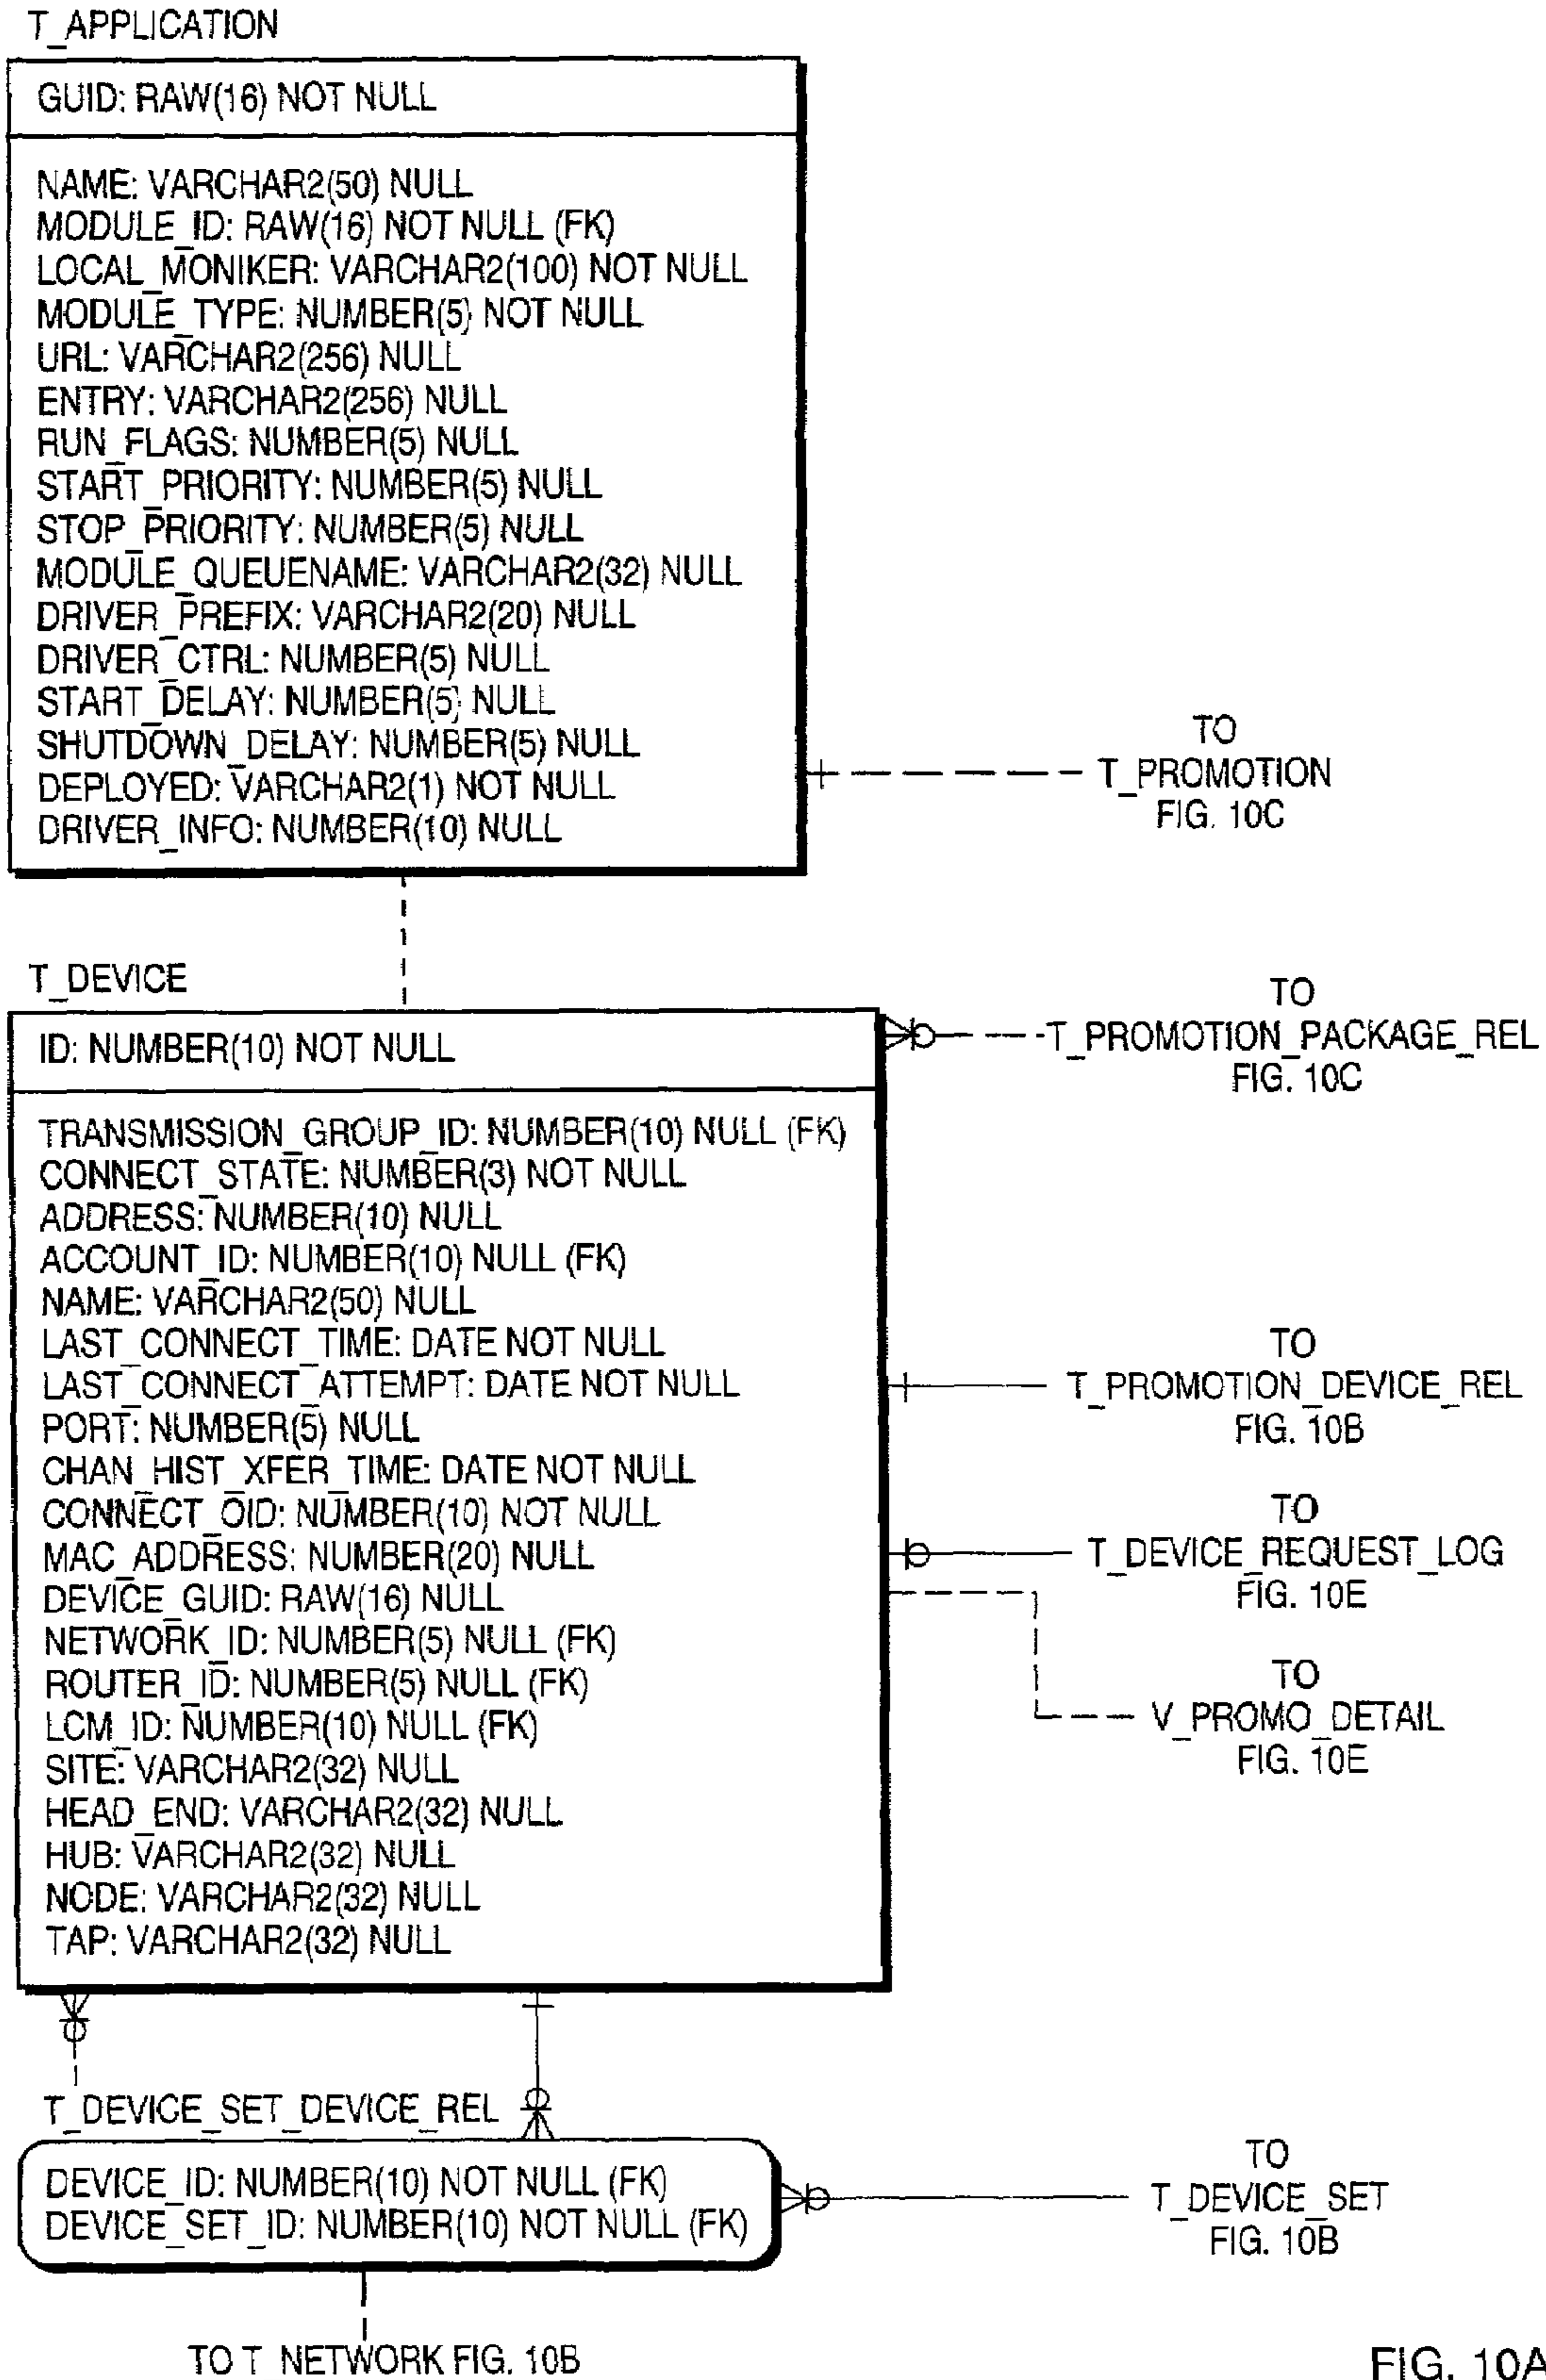 T_APPLICATION
GUID: RAW(16) NOT NULL
NAME: VARCHAR2(50) NULL
MODULE_ID: RAW(16) NOT NULL (FK)
LOCAL_MONIKER: VARCHAR2(100) NOT NULL
MODULE_TYPE: NUMBER(5) NOT NULL
URL: VARCHAR2(256) NULL
ENTRY: VARCHAR2(256) NULL
RUN_FLAGS: NUMBER(5) NULL
START_PRIORITY: NUMBER(5) NULL
STOP_PRIORITY: NUMBER(5) NULL
MODULE_QUEUENAME: VARCHAR2(32) NULL
DRIVER_PREFIX: VARCHAR2(20) NULL
DRIVER_CTRL: NUMBER(5) NULL
START_DELAY: NUMBER(5) NULL
SHUTDOWN_DELAY: NUMBER(5) NULL
DEPLOYED: VARCHAR2(1) NOT NULL
DRIVER_INFO: NUMBER(10) NULL
TO
T_PROMOTION
FIG. 10C
T_DEVICE
ID: NUMBER(10) NOT NULL
TRANSMISSION_GROUP_ID: NUMBER(10) NULL (FK)
CONNECT_STATE: NUMBER(3) NOT NULL
ADDRESS: NUMBER(10) NULL
ACCOUNT_ID: NUMBER(10) NULL (FK)
NAME: VARCHAR2(50) NULL
LAST_CONNECT_TIME: DATE NOT NULL
LAST_CONNECT_ATTEMPT: DATE NOT NULL
PORT: NUMBER(5) NULL
CHAN_HIST_XFER_TIME: DATE NOT NULL
CONNECT_OID: NUMBER(10) NOT NULL
MAC_ADDRESS: NUMBER(20) NULL
DEVICE_GUID: RAW(16) NULL
NETWORK_ID: NUMBER(5) NULL (FK)
ROUTER_ID: NUMBER(5) NULL (FK)
LCM_ID: NUMBER(10) NULL (FK)
SITE: VARCHAR2(32) NULL
HEAD_END: VARCHAR2(32) NULL
HUB: VARCHAR2(32) NULL
NODE: VARCHAR2(32) NULL
TAP: VARCHAR2(32) NULL
TO
T_PROMOTION_PACKAGE_REL
FIG. 10C
TO
T_PROMOTION_DEVICE_REL
FIG. 10B
TO
T_DEVICE_REQUEST_LOG
FIG. 10E
TO
V_PROMO_DETAIL
FIG. 10E
T_DEVICE_SET_DEVICE_REL
DEVICE_ID: NUMBER(10) NOT NULL (FK)
DEVICE_SET_ID: NUMBER(10) NOT NULL (FK)
TO
T_DEVICE_SET
FIG. 10B
TO T_NETWORK FIG. 10B
FIG. 10A